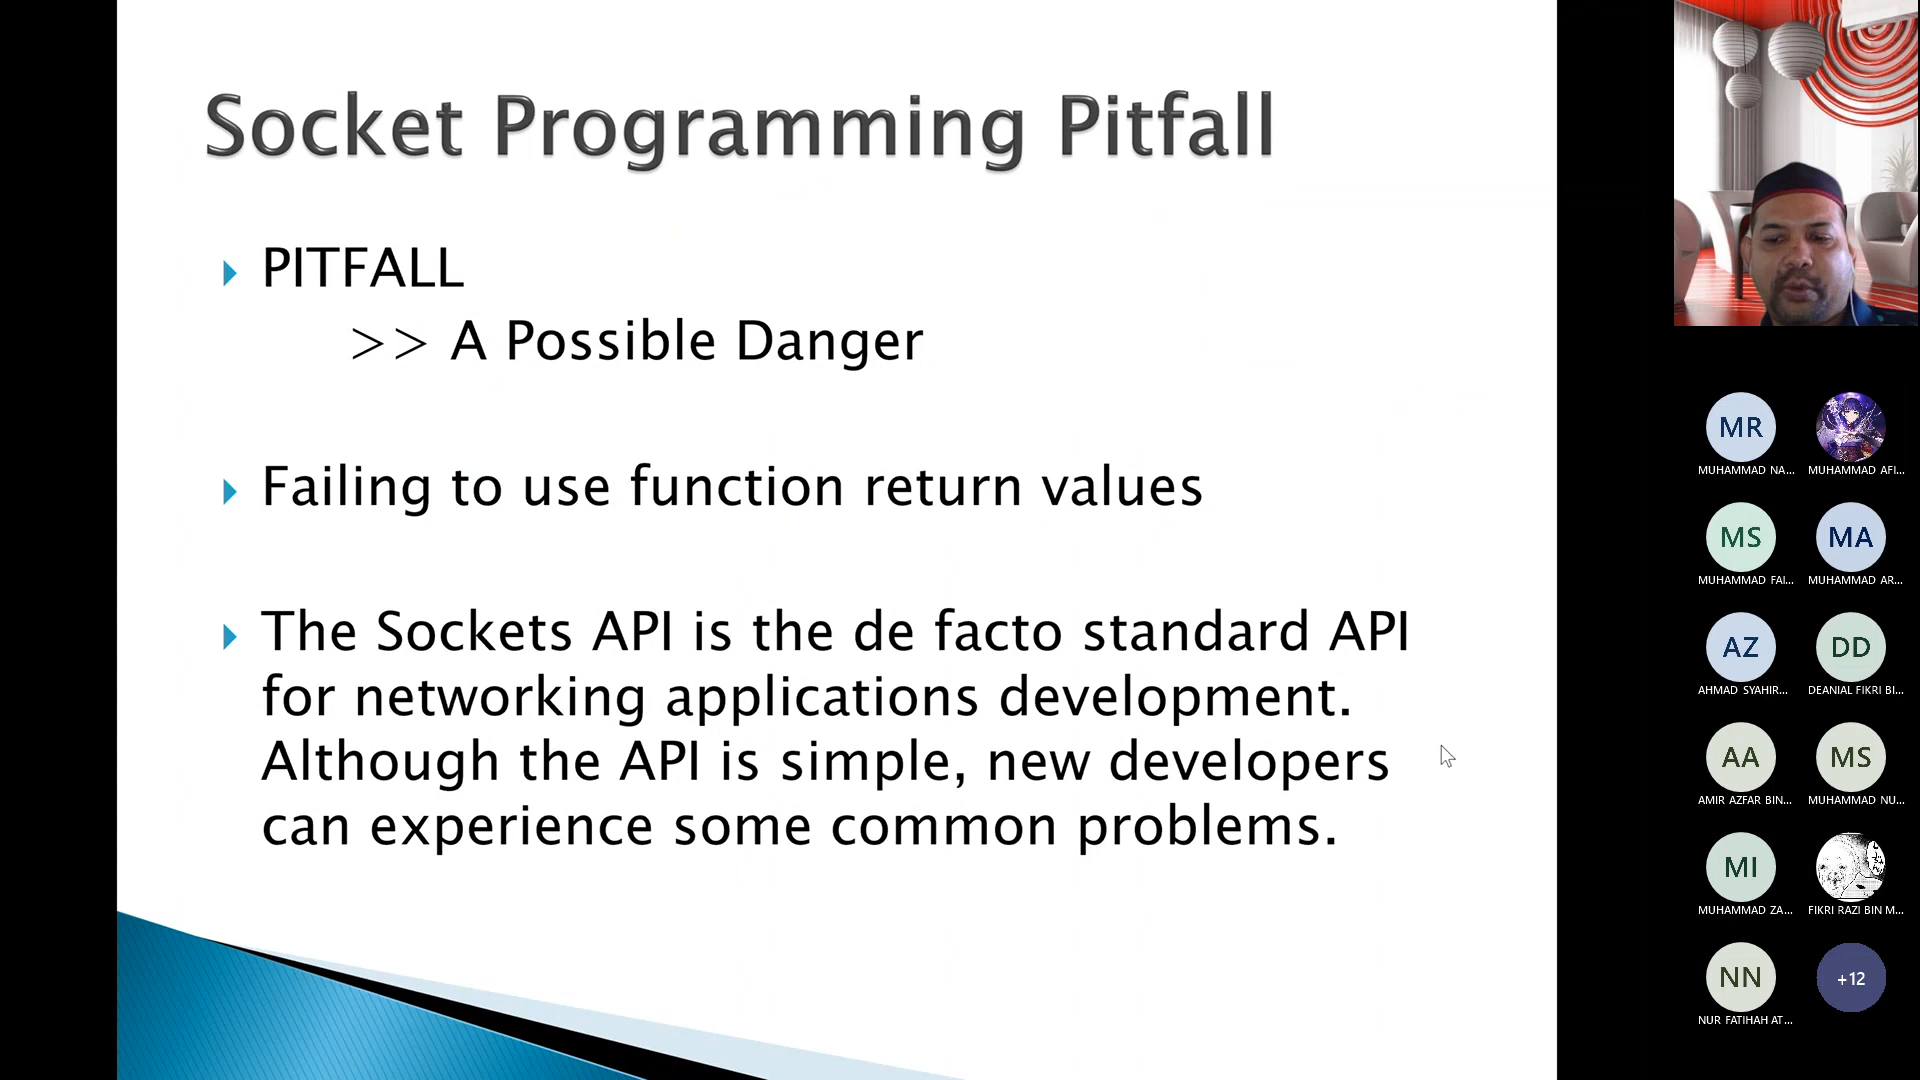 Socket Programming Pitfall
PITFALL
>> A Possible Danger
Failing to use function return values
The Sockets API is the de facto standard API
for networking applications development.
Although the API is simple, new developers
can experience some common problems.
MR
MUHAMMAD NA...
MUHAMMAD AFI...
MS
MUHAMMAD FAI...
MA
MUHAMMAD AR...
AZ
AHMAD SYAHIR...
DD
DEANIAL FIKRI BI...
AA
AMIR AZFAR BIN...
MS
MUHAMMAD NU...
MI
MUHAMMAD ZA...
FIKRI RAZI BIN M...
NN
NUR FATIHAH AT...
+12